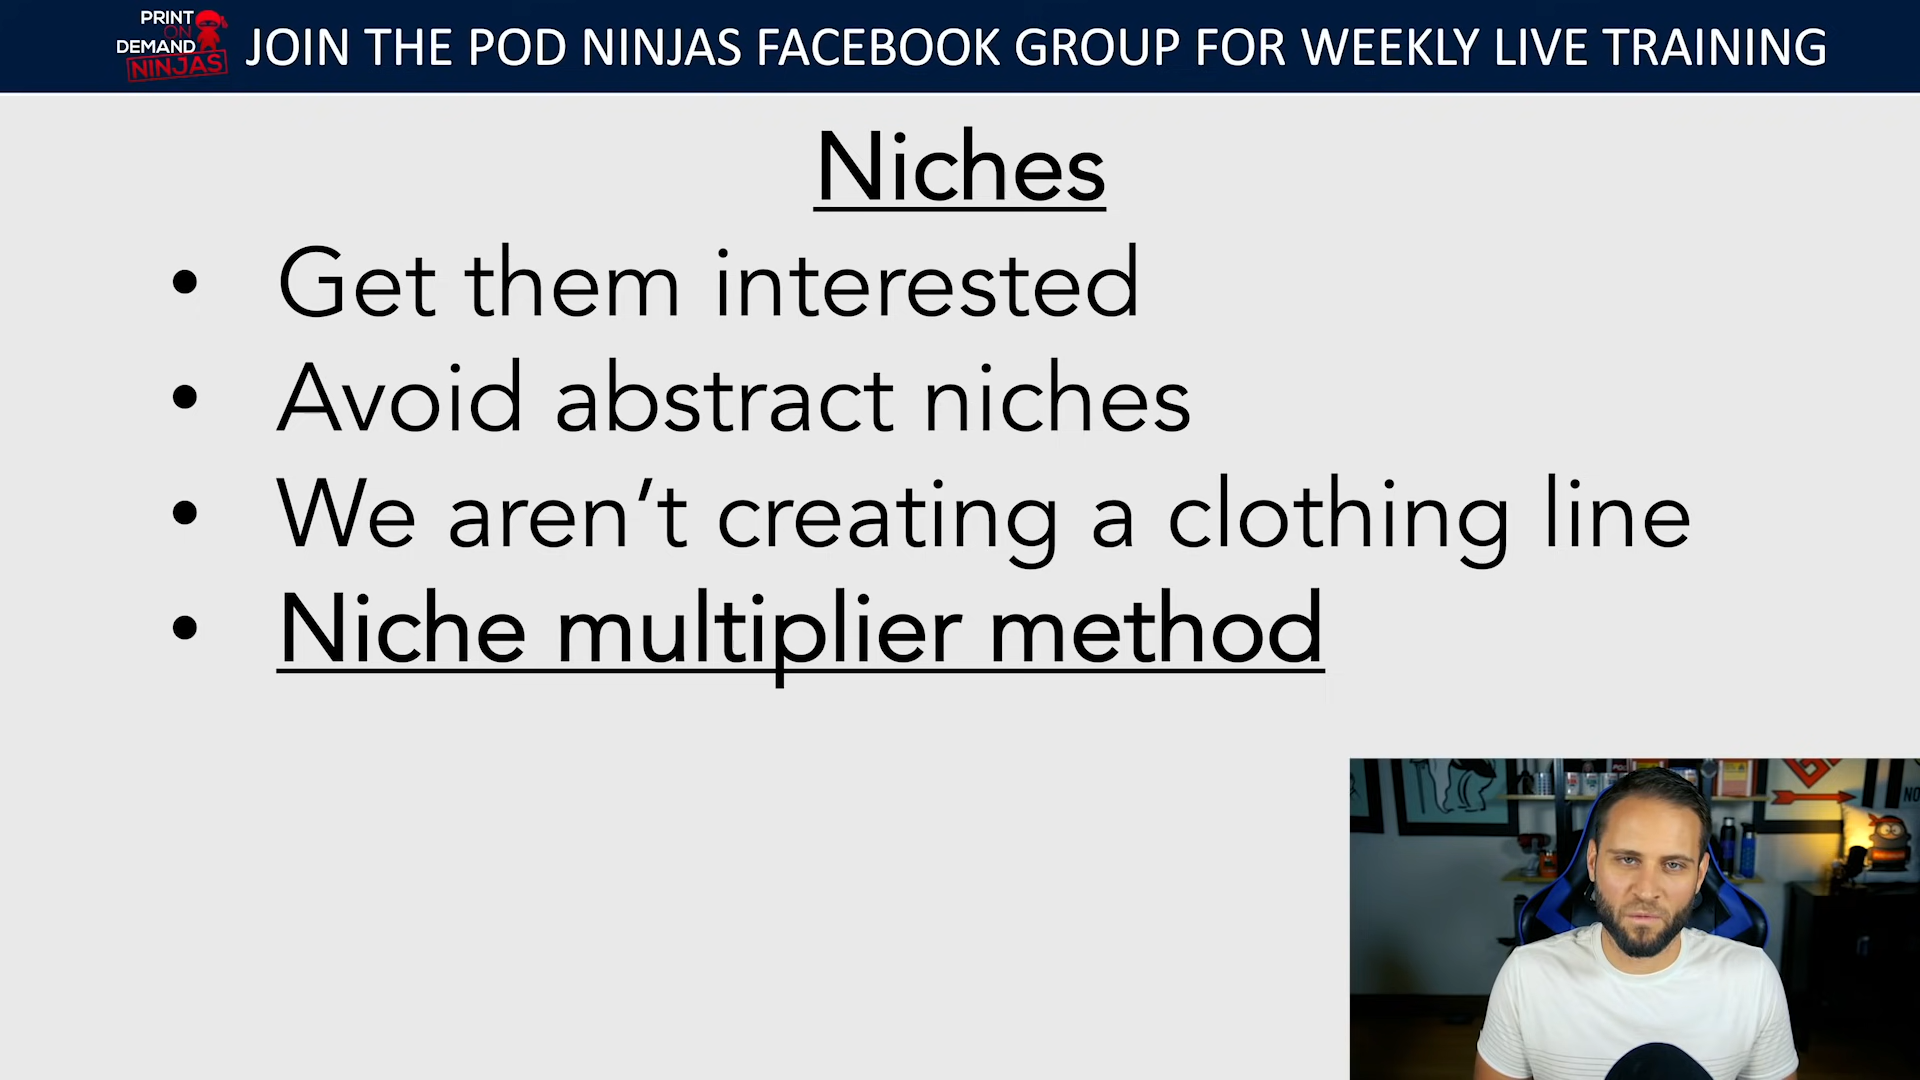 PRINT
ON
DEMAND
NINJAS
JOIN THE POD NINJAS FACEBOOK GROUP FOR WEEKLY LIVE TRAINING
Niches
• Get them interested
• Avoid abstract niches
• We aren’t creating a clothing line
• Niche multiplier method
NO